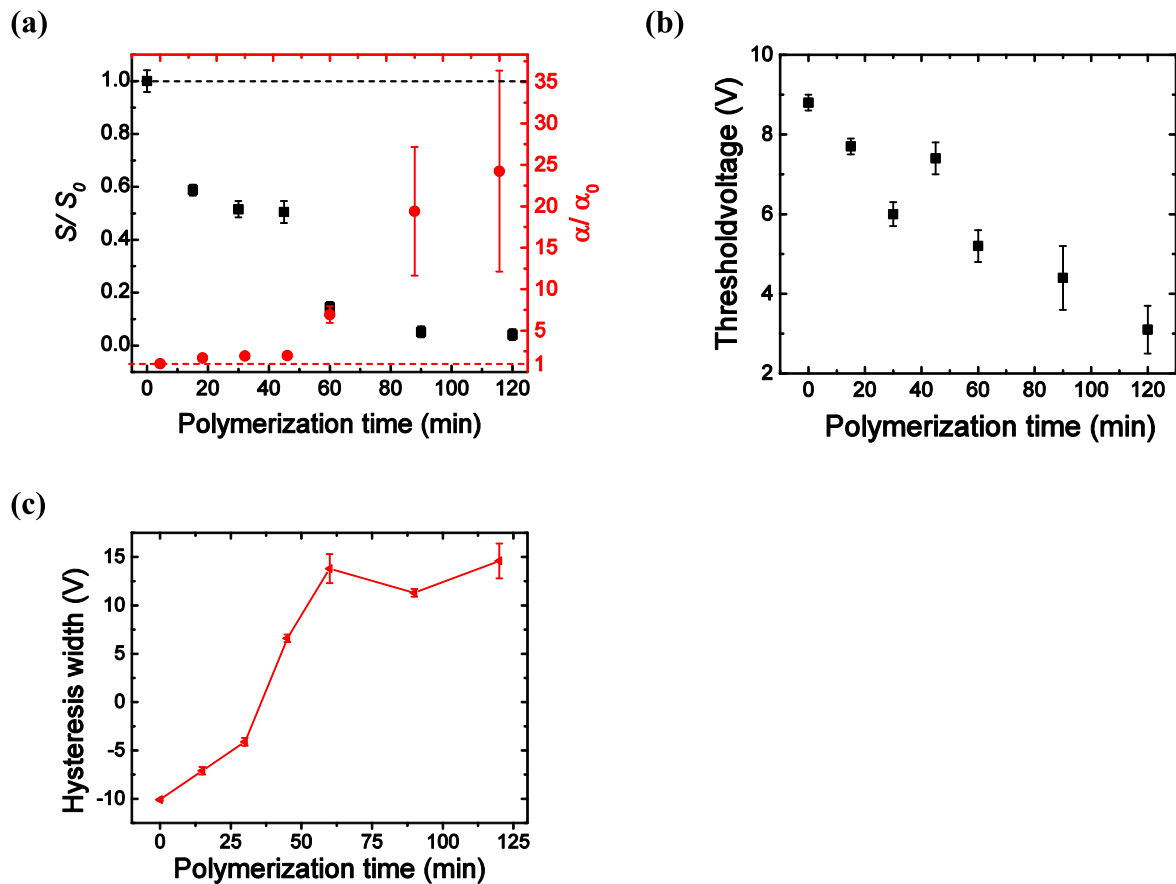 (a)
1.0
0.8
0.6
0.4
0.2
0.0
S/ S0
35
30
25
20
15
10
5
1
α/ α0
0 20 40 60 80 100 120
Polymerization time (min)
(b)
10
8
6
4
2
Thresholdvoltage (V)
0 20 40 60 80 100 120
Polymerization time (min)
(c)
15
10
5
0
-5
-10
Hysteresis width (V)
0 25 50 75 100 125
Polymerization time (min)